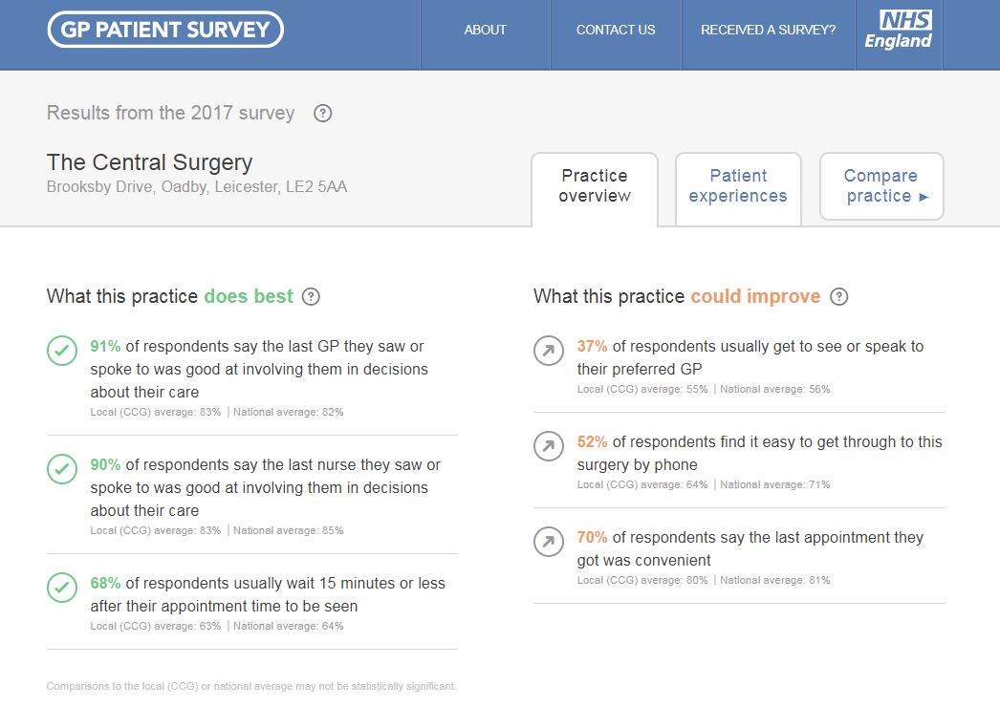 GP PATIENT SURVEY
ABOUT
CONTACT US
RECEIVED A SURVEY?
NHS
England
Results from the 2017 survey ?
The Central Surgery
Brooksby Drive, Oadby, Leicester, LE2 5AA
Practice
overview
Patient
experiences
Compare
practice ►
What this practice does best ?
91% of respondents say the last GP they saw or
spoke to was good at involving them in decisions
about their care
Local (CCG) average: 83% | National average: 82%
90% of respondents say the last nurse they saw or
spoke to was good at involving them in decisions
about their care
Local (CCG) average: 83% | National average: 85%
68% of respondents usually wait 15 minutes or less
after their appointment time to be seen
Local (CCG) average: 63% | National average: 64%
Comparisons to the local (CCG) or national average may not be statistically significant.
What this practice could improve ?
37% of respondents usually get to see or speak to
their preferred GP
Local (CCG) average: 55% | National average: 56%
52% of respondents find it easy to get through to this
surgery by phone
Local (CCG) average: 64% | National average: 71%
70% of respondents say the last appointment they
got was convenient
Local (CCG) average: 80% | National average: 81%